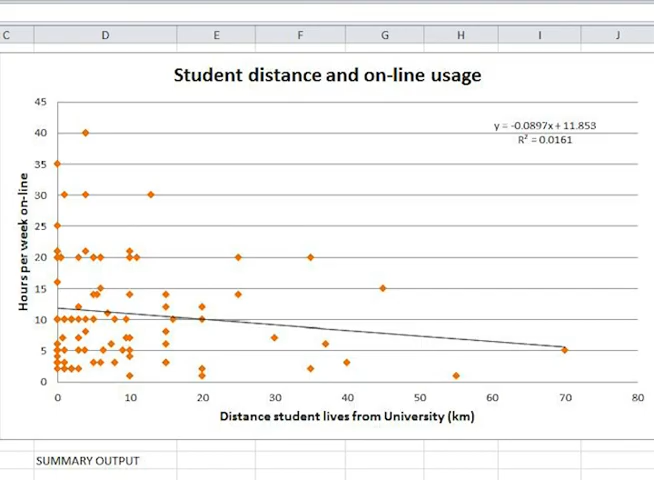 C D E F G H I J
Student distance and on-line usage
y = -0.0897x + 11.853
R² = 0.0161
45
40
35
30
25
20
15
10
5
0
Hours per week on-line
0 10 20 30 40 50 60 70 80
Distance student lives from University (km)
SUMMARY OUTPUT